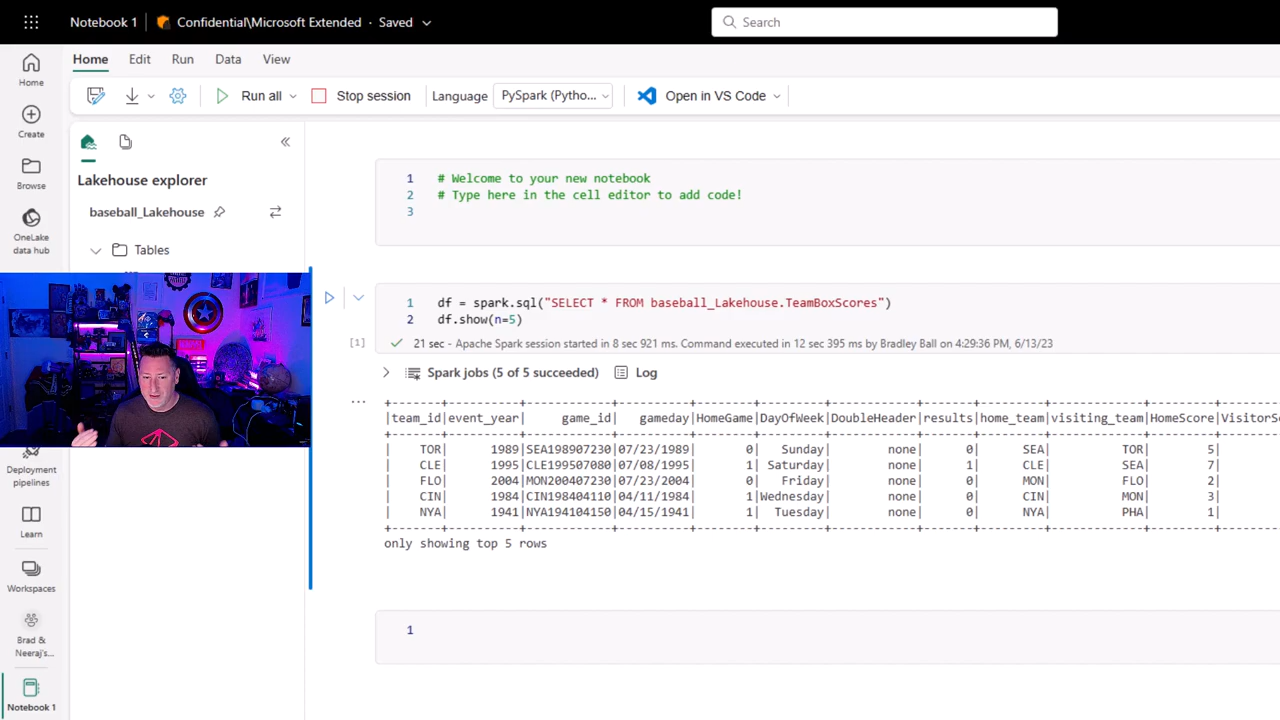 Notebook 1 Confidential\Microsoft Extended • Saved
Search
Home
Home Edit Run Data View
Run all Stop session Language PySpark (Pytho... Open in VS Code
Create
Browse
OneLake
data hub
Lakehouse explorer
baseball_Lakehouse
Tables
1 # Welcome to your new notebook
2 # Type here in the cell editor to add code!
3
1 df = spark.sql("SELECT * FROM baseball_Lakehouse.TeamBoxScores")
2 df.show(n=5)
[1] 21 sec - Apache Spark session started in 8 sec 921 ms. Command executed in 12 sec 395 ms by Bradley Ball on 4:29:36 PM, 6/13/23
Spark jobs (5 of 5 succeeded) Log
...
+-------+----------+------------+----------+--------+---------+------------+-------+---------+-------------+---------+--------
|team_id|event_year| game_id| gameday|HomeGame|DayOfWeek|DoubleHeader|results|home_team|visiting_team|HomeScore|VisitorSc
+-------+----------+------------+----------+--------+---------+------------+-------+---------+-------------+---------+--------
| TOR| 1989|SEA198907230|07/23/1989| 0| Sunday| none| 0| SEA| TOR| 5|
| CLE| 1995|CLE199507080|07/08/1995| 1| Saturday| none| 1| CLE| SEA| 7|
| FLO| 2004|MON200407230|07/23/2004| 0| Friday| none| 0| MON| FLO| 2|
| CIN| 1984|CIN198404110|04/11/1984| 1|Wednesday| none| 0| CIN| MON| 3|
| NYA| 1941|NYA194104150|04/15/1941| 1| Tuesday| none| 0| NYA| PHA| 1|
+-------+----------+------------+----------+--------+---------+------------+-------+---------+-------------+---------+--------
only showing top 5 rows
1
Deployment
pipelines
Learn
Workspaces
Brad &
Neeraj's...
Notebook 1